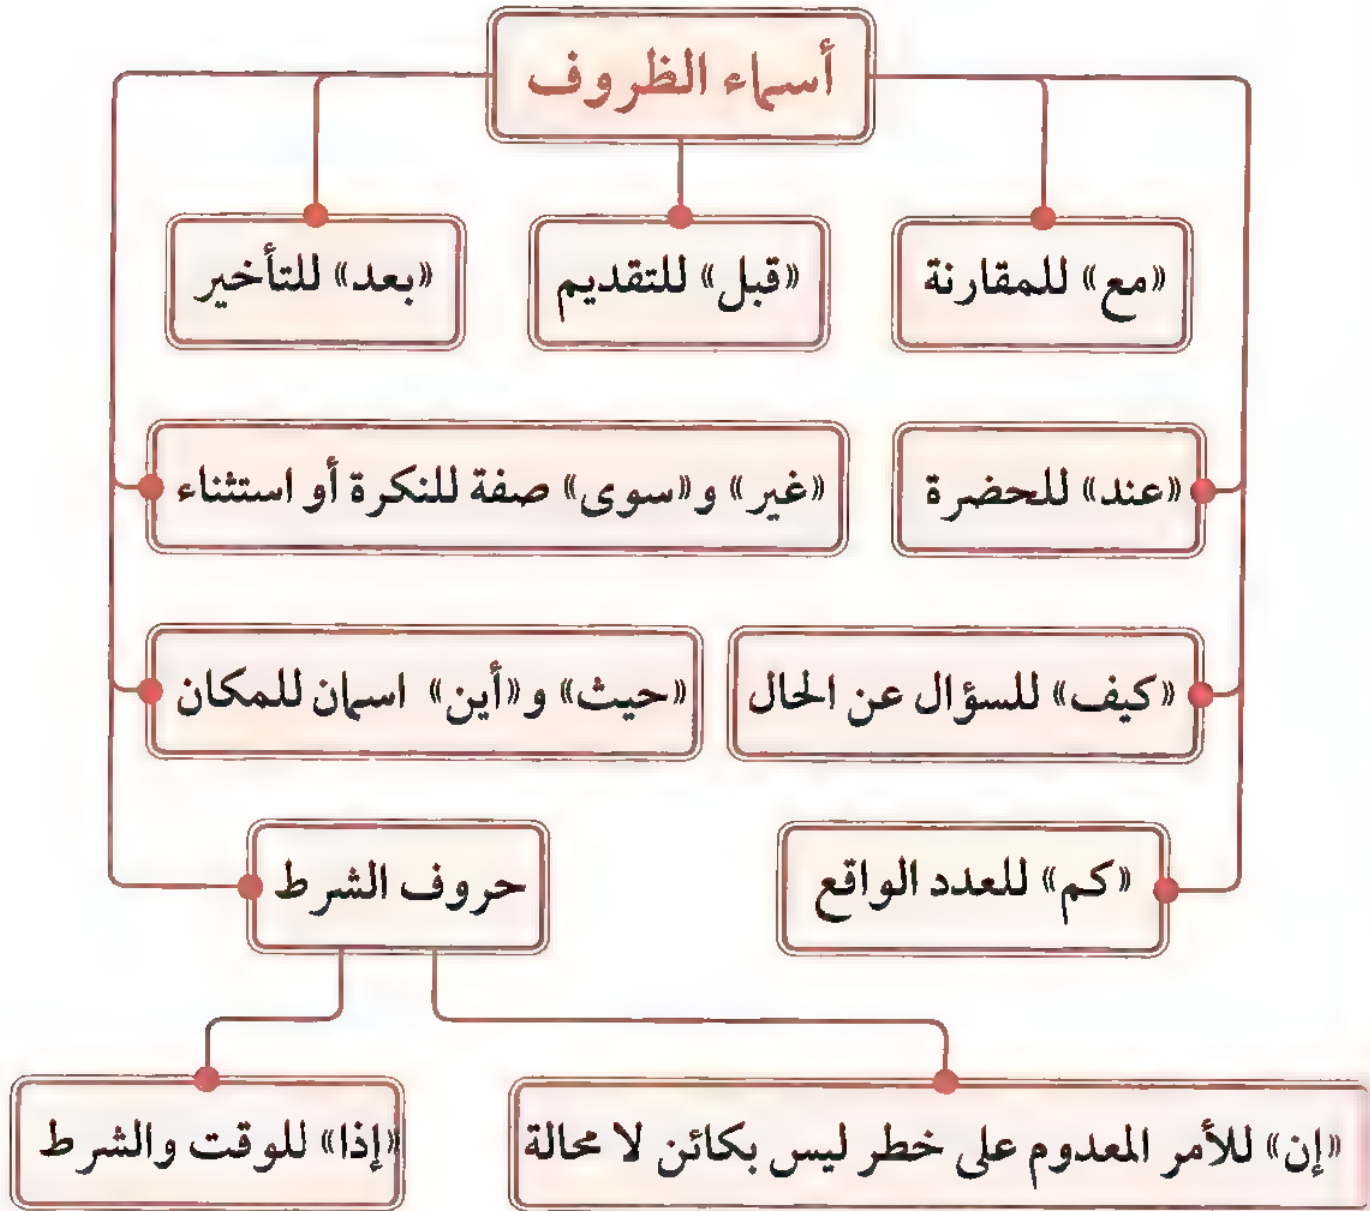 أسماء الظروف
«مع» للمقارنة
«قبل» للتقديم
«بعد» للتأخير
«عند» للحضرة
«غير» و«سوى» صفة للنكرة أو استثناء
«كيف» للسؤال عن الحال
«حيث» و«أين» اسمان للمكان
«كم» للعدد الواقع
حروف الشرط
«إن» للأمر المعدوم على خطر ليس بكائن لا محالة
«إذا» للوقت والشرط